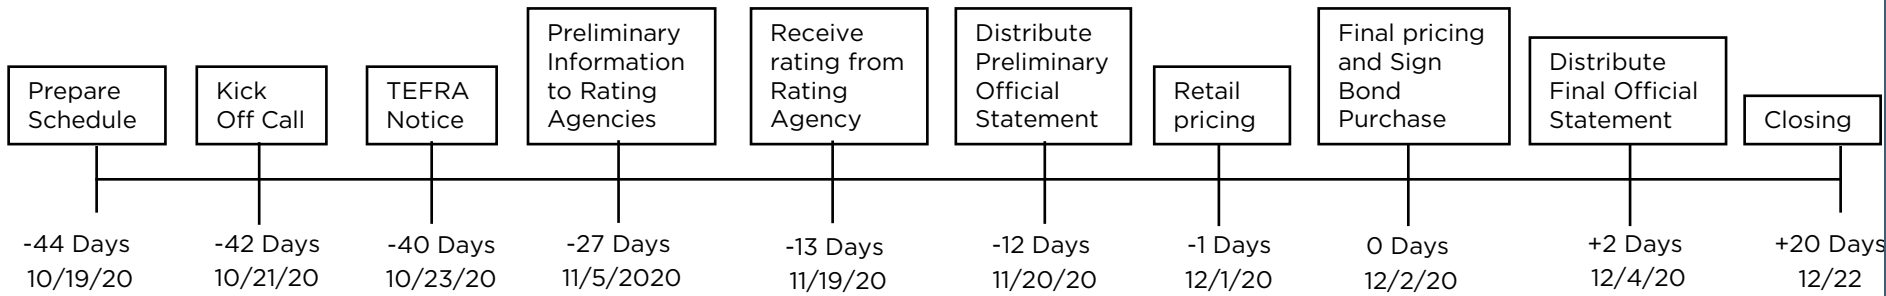 Prepare
Schedule
Kick
Off Call
TEFRA
Notice
Preliminary
Information
to Rating
Agencies
Receive
rating from
Rating
Agency
Distribute
Preliminary
Official
Statement
Retail
pricing
Final pricing
and Sign
Bond
Purchase
Distribute
Final Official
Statement
Closing
-44 Days
10/19/20
-42 Days
10/21/20
-40 Days
10/23/20
-27 Days
11/5/2020
-13 Days
11/19/20
-12 Days
11/20/20
-1 Days
12/1/20
0 Days
12/2/20
+2 Days
12/4/20
+20 Days
12/22